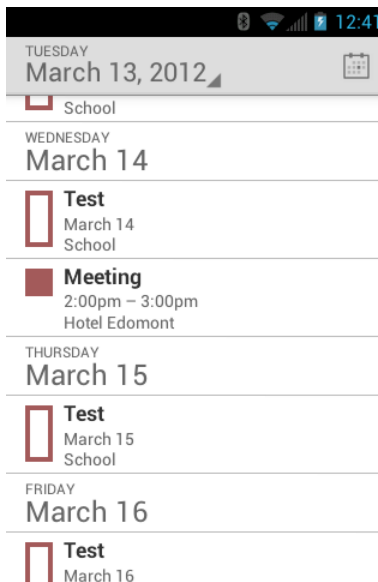 12:41
TUESDAY
March 13, 2012
School
WEDNESDAY
March 14
Test
March 14
School
Meeting
2:00pm – 3:00pm
Hotel Edomont
THURSDAY
March 15
Test
March 15
School
FRIDAY
March 16
Test
March 16